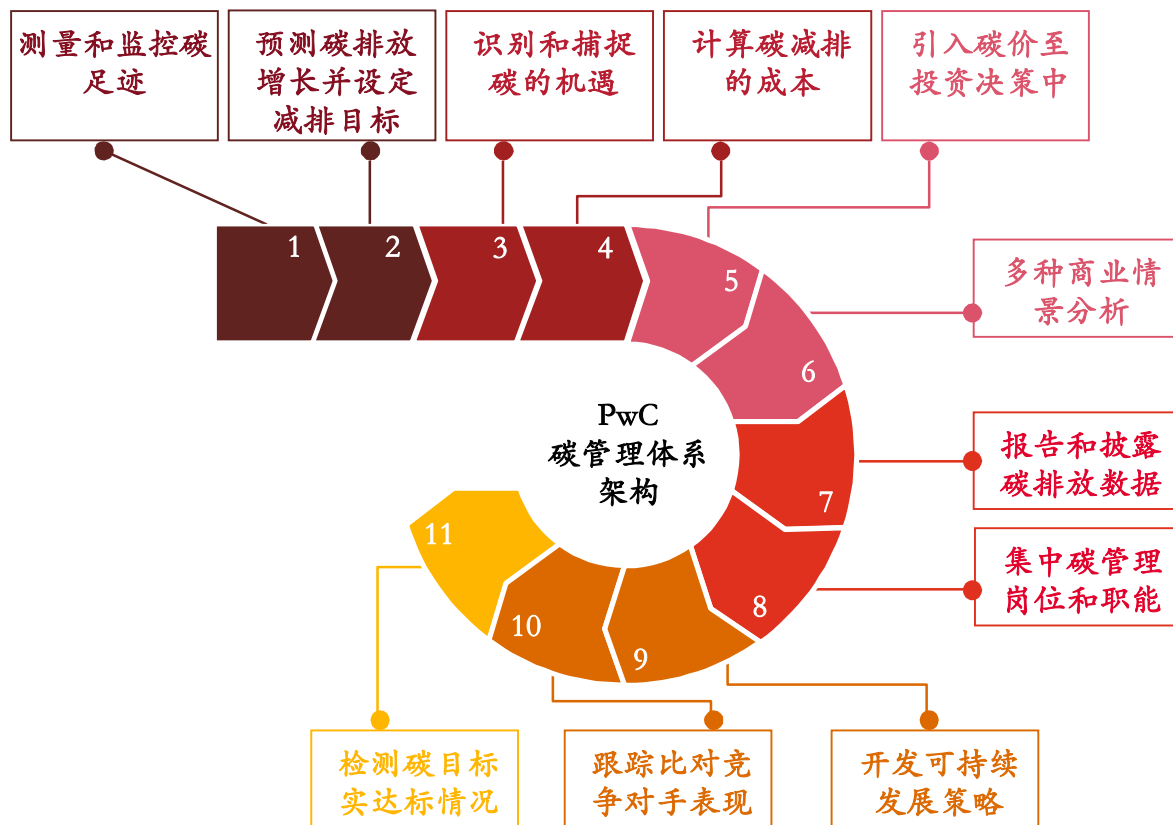 测量和监控碳
足迹
预测碳排放
增长并设定
减排目标
识别和捕捉
碳的机遇
计算碳减排
的成本
引入碳价至
投资决策中
1
2
3
4
5
多种商业情
景分析
6
PwC
碳管理体系
架构
报告和披露
碳排放数据
7
集中碳管理
岗位和职能
8
9
10
11
检测碳目标
实达标情况
跟踪比对竞
争对手表现
开发可持续
发展策略